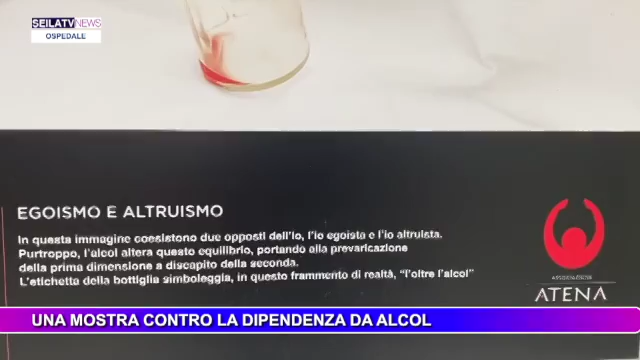 SEILATVNEWS
OSPEDALE
EGOISMO E ALTRUISMO
In questa immagine coesistono due opposti dell'io, l'io egoista e l'io altruista.
Purtroppo, l'alcol altera questo equilibrio, portando alla prevaricazione
della prima dimensione a discapito della seconda.
L'etichetta della bottiglia simboleggia, in questo frammento di realtà, "l'oltre l'alcol"
ASSOCIAZIONE
ATENA
UNA MOSTRA CONTRO LA DIPENDENZA DA ALCOL